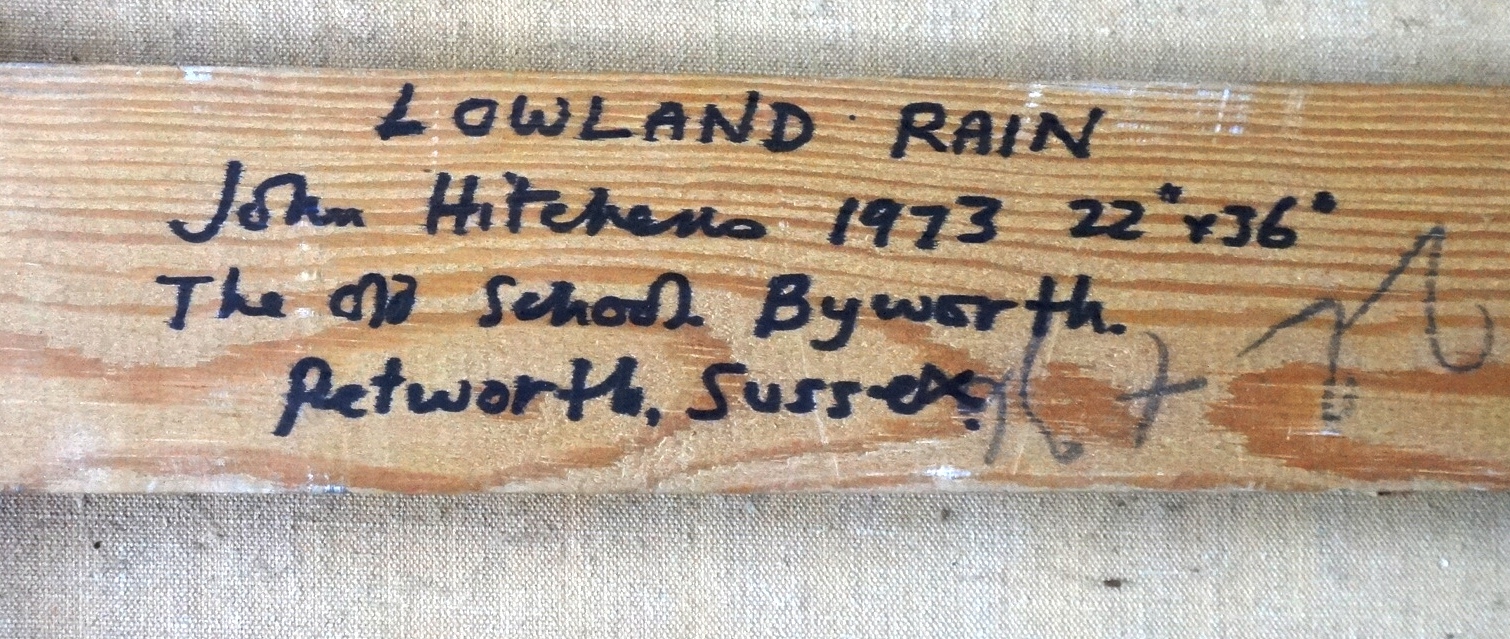 LOWLAND RAIN
John Hitchens 1973 22"x36"
The Old School Byworth.
Petworth, Sussex.